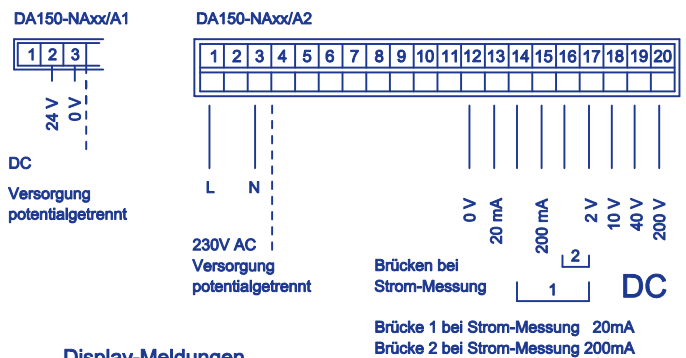 DA150-NAxx/A1
DA150-NAxx/A2
1 2 3
1 2 3 4 5 6 7 8 9 10 11 12 13 14 15 16 17 18 19 20
24 V
0 V
DC
Versorgung
potentialgetrennt
L N
230V AC
Versorgung
potentialgetrennt
0 V
20 mA
200 mA
2 V
10 V
40 V
200 V
Brücken bei
Strom-Messung
2
1
DC
Brücke 1 bei Strom-Messung 20mA
Brücke 2 bei Strom-Messung 200mA
Display-Meldungen